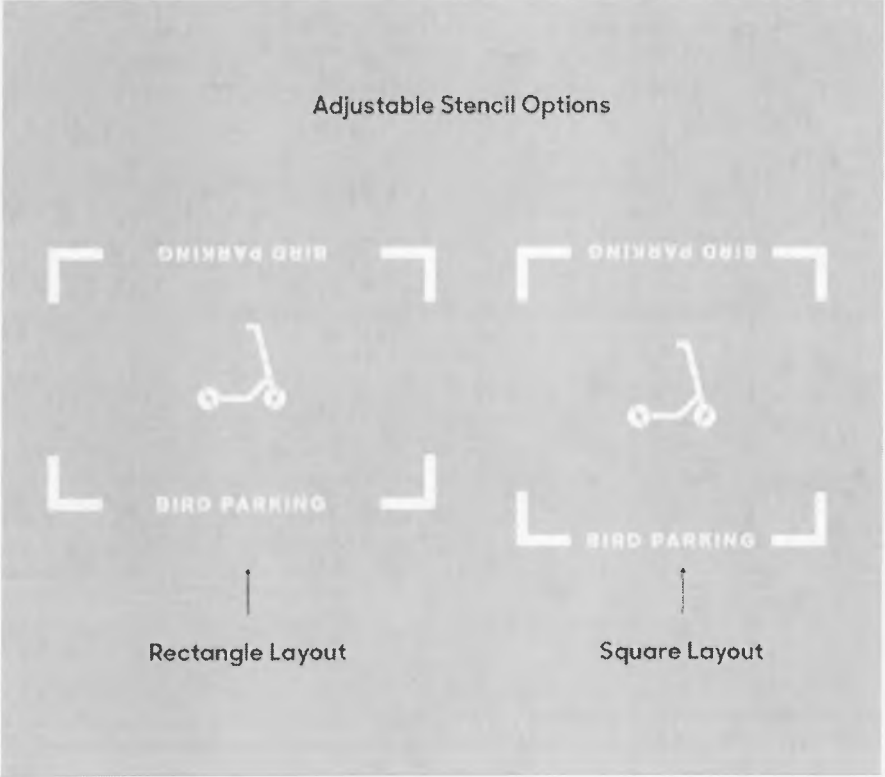 Adjustable Stencil Options
BIRD PARKING
BIRD PARKING
BIRD PARKING
BIRD PARKING
Rectangle Layout
Square Layout